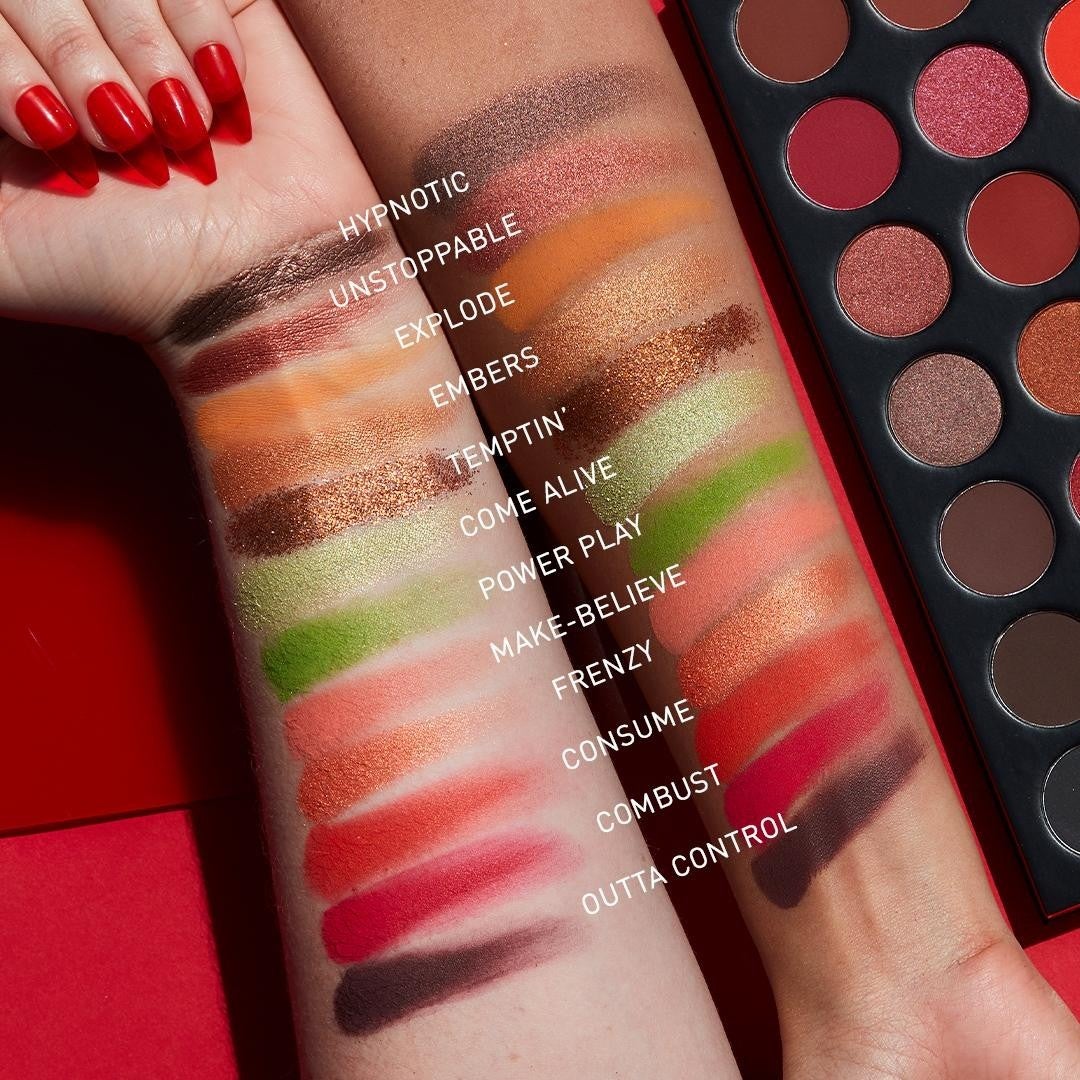 HYPNOTIC
UNSTOPPABLE
EXPLODE
EMBERS
TEMPTIN'
COME ALIVE
POWER PLAY
MAKE-BELIEVE
FRENZY
CONSUME
COMBUST
OUTTA CONTROL